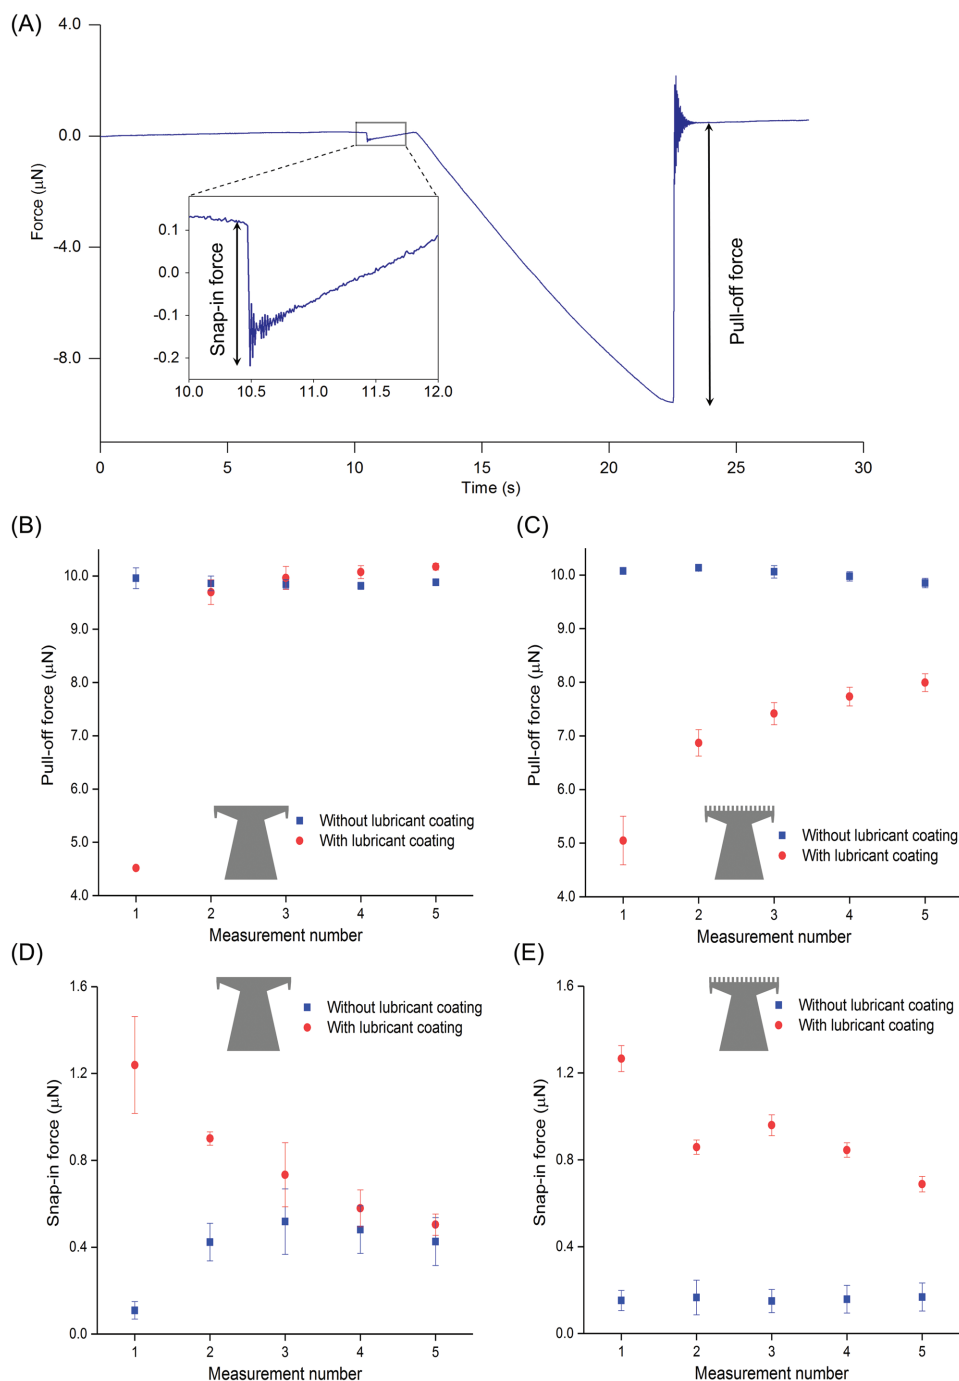 (A)
4.0
0.0
-4.0
-8.0
Force (μN)
0.1
0.0
-0.1
-0.2
Snap-in force
10.0 10.5 11.0 11.5 12.0
Pull-off force
0 5 10 15 20 25 30
Time (s)
(B)
10.0
9.0
8.0
7.0
6.0
5.0
4.0
Pull-off force (μN)
Without lubricant coating
With lubricant coating
1 2 3 4 5
Measurement number
(C)
10.0
9.0
8.0
7.0
6.0
5.0
4.0
Pull-off force (μN)
Without lubricant coating
With lubricant coating
1 2 3 4 5
Measurement number
(D)
1.6
1.2
0.8
0.4
0.0
Snap-in force (μN)
Without lubricant coating
With lubricant coating
1 2 3 4 5
Measurement number
(E)
1.6
1.2
0.8
0.4
0.0
Snap-in force (μN)
Without lubricant coating
With lubricant coating
1 2 3 4 5
Measurement number